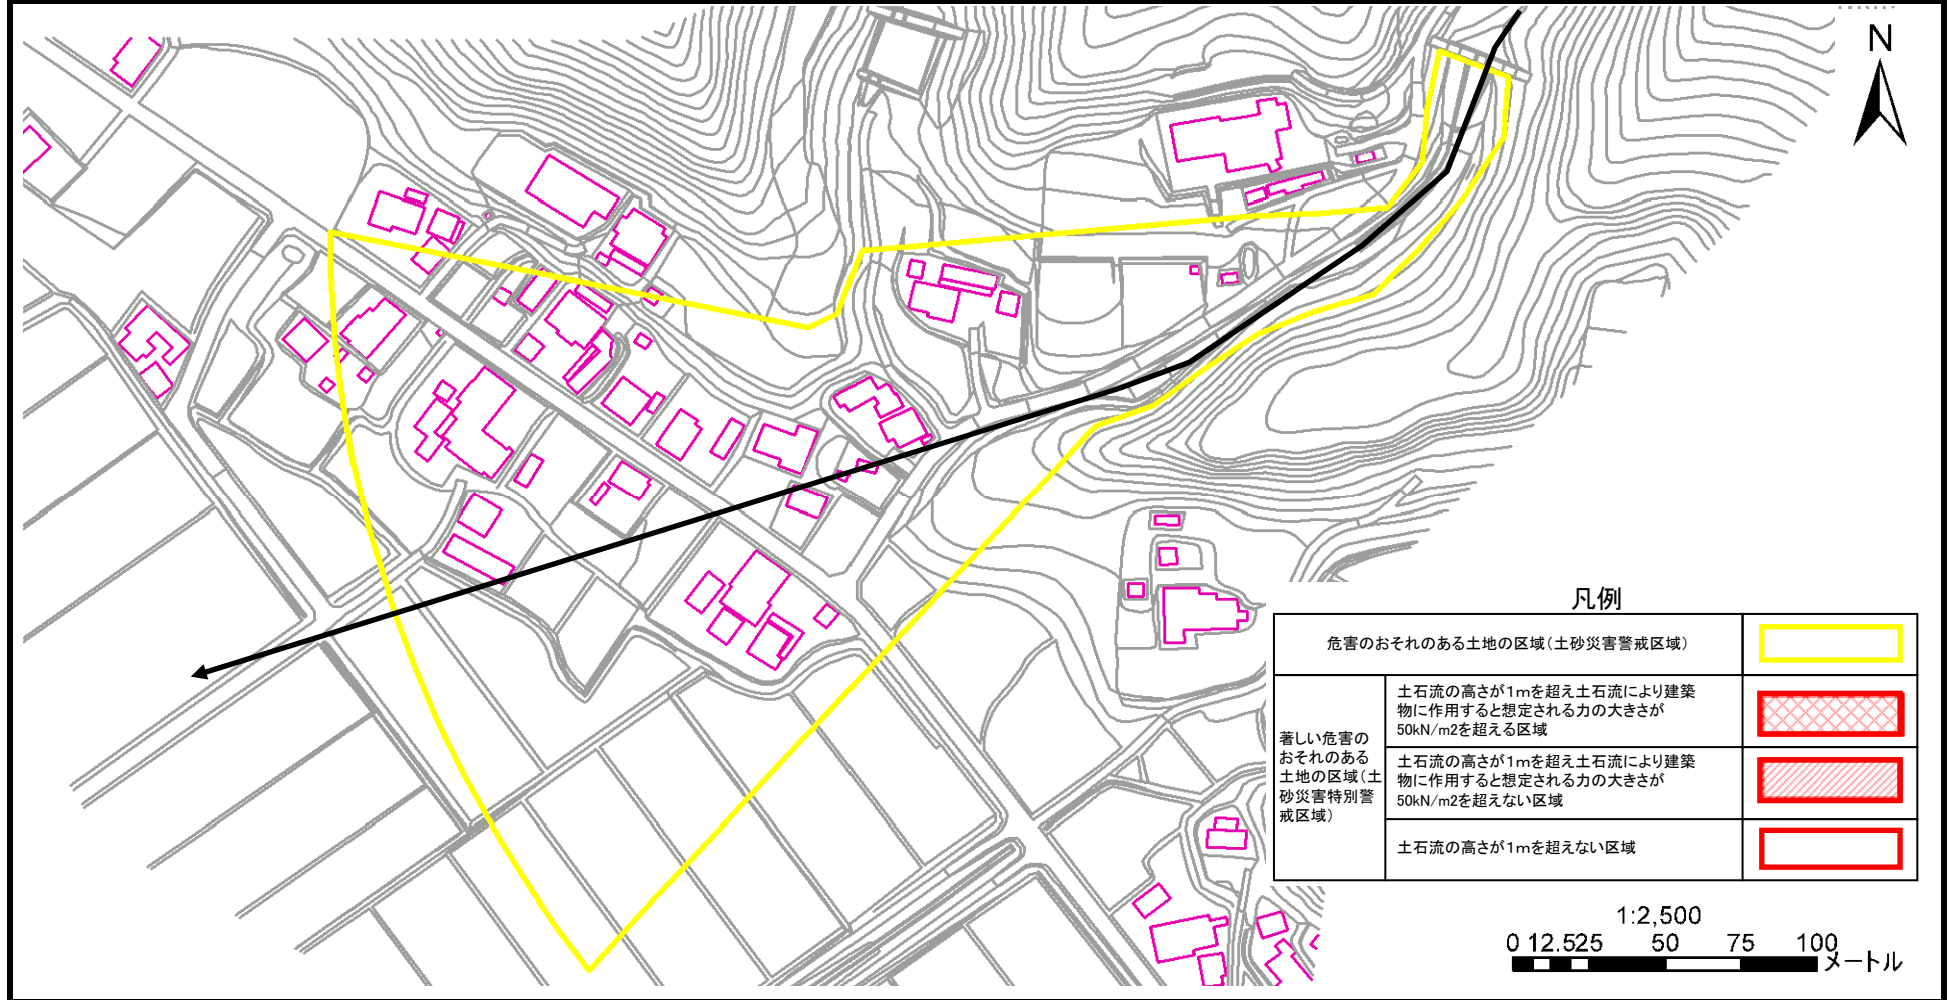 N
凡例
危害のおそれのある土地の区域(土砂災害警戒区域)
著しい危害の
おそれのある
土地の区域(土
砂災害特別警
戒区域)
土石流の高さが1mを超え土石流により建築
物に作用すると想定される力の大きさが
50kN/m2を超える区域
土石流の高さが1mを超え土石流により建築
物に作用すると想定される力の大きさが
50kN/m2を超えない区域
土石流の高さが1mを超えない区域
1:2,500
0 12.525 50 75 100
メートル